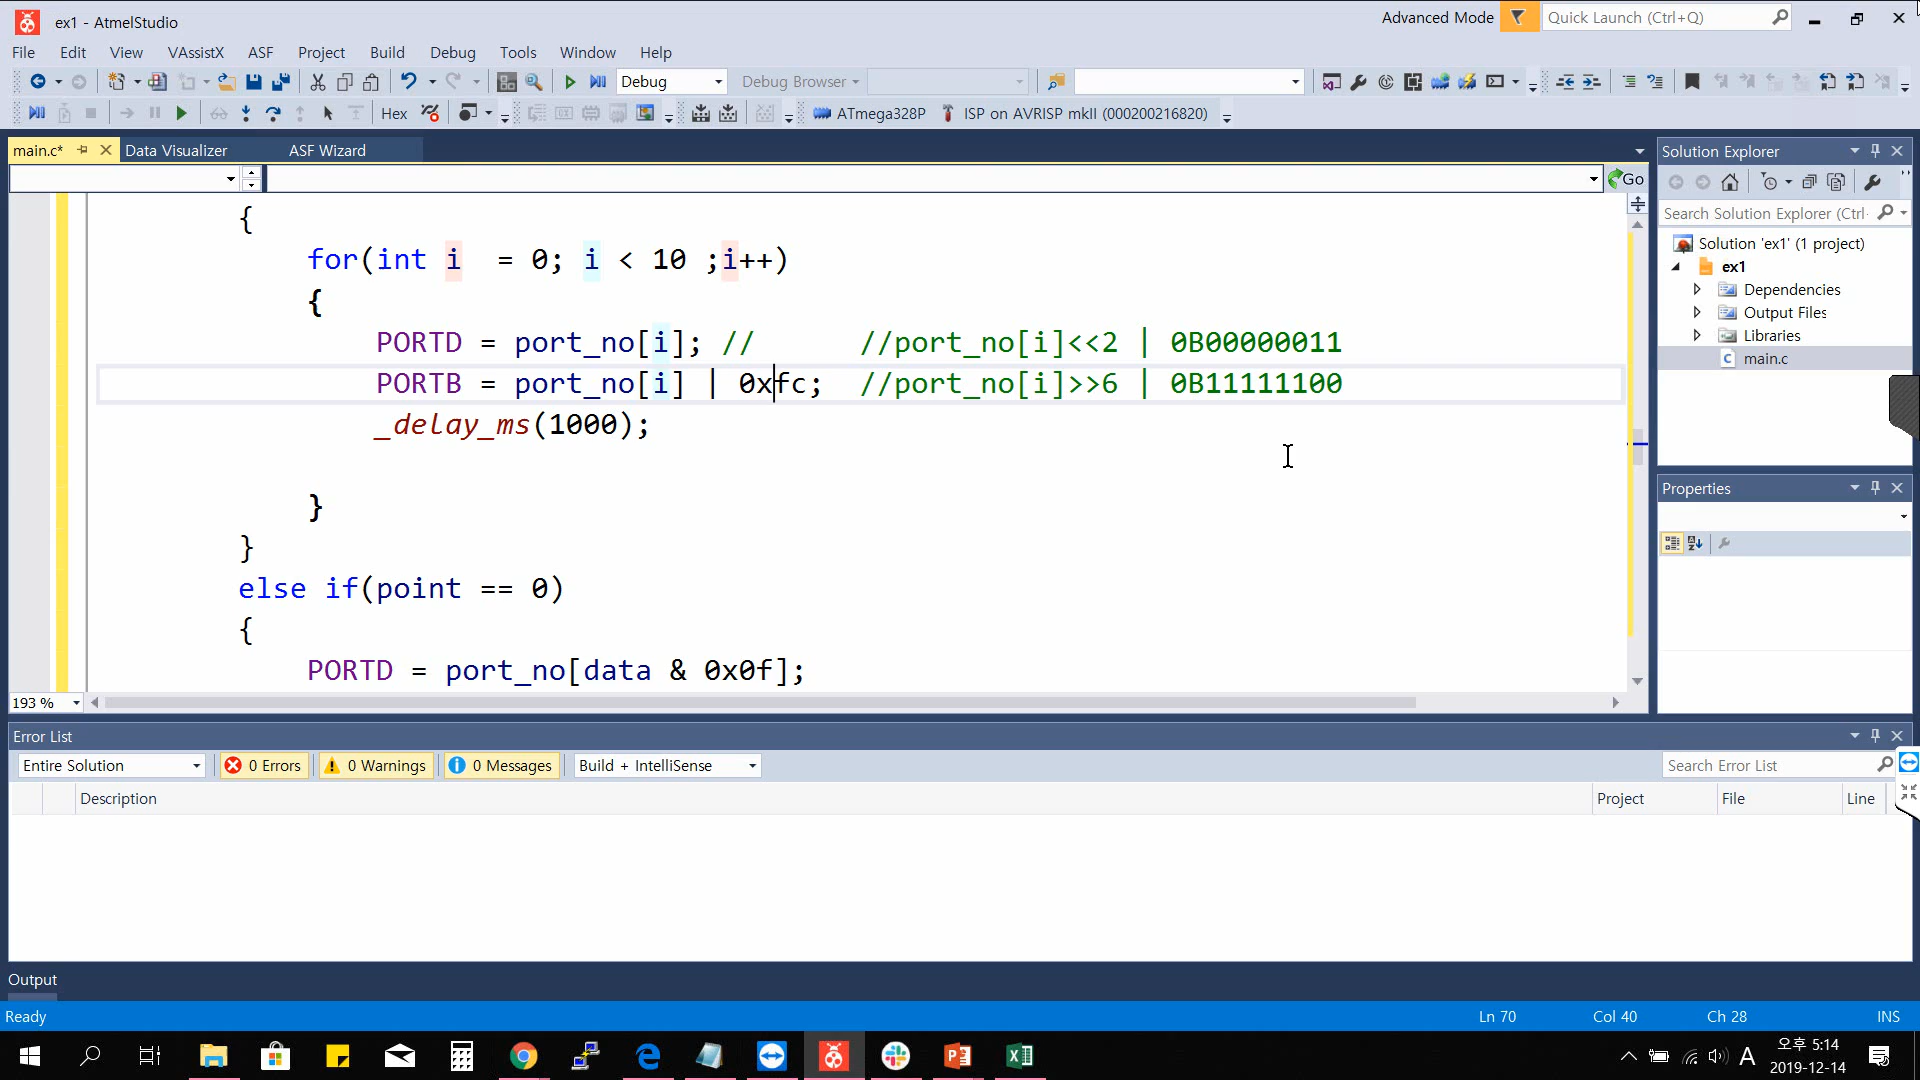 ex1 - AtmelStudio
Advanced Mode
Quick Launch (Ctrl+Q)
File Edit View VAssistX ASF Project Build Debug Tools Window Help
Debug
Debug Browser
Hex
ATmega328P
ISP on AVRISP mkII (000200216820)
main.c*
Data Visualizer
ASF Wizard
Go
{
for(int i  = 0; i < 10 ;i++)
{
PORTD = port_no[i]; //      //port_no[i]<<2 | 0B00000011
PORTB = port_no[i] | 0xfc;  //port_no[i]>>6 | 0B11111100
_delay_ms(1000);
}
}
else if(point == 0)
{
PORTD = port_no[data & 0x0f];
193 %
Solution Explorer
Search Solution Explorer (Ctrl
Solution 'ex1' (1 project)
ex1
Dependencies
Output Files
Libraries
main.c
Properties
Error List
Entire Solution
0 Errors
0 Warnings
0 Messages
Build + IntelliSense
Search Error List
Description
Project
File
Line
Output
Ready
Ln 70
Col 40
Ch 28
INS
A
오후 5:14
2019-12-14